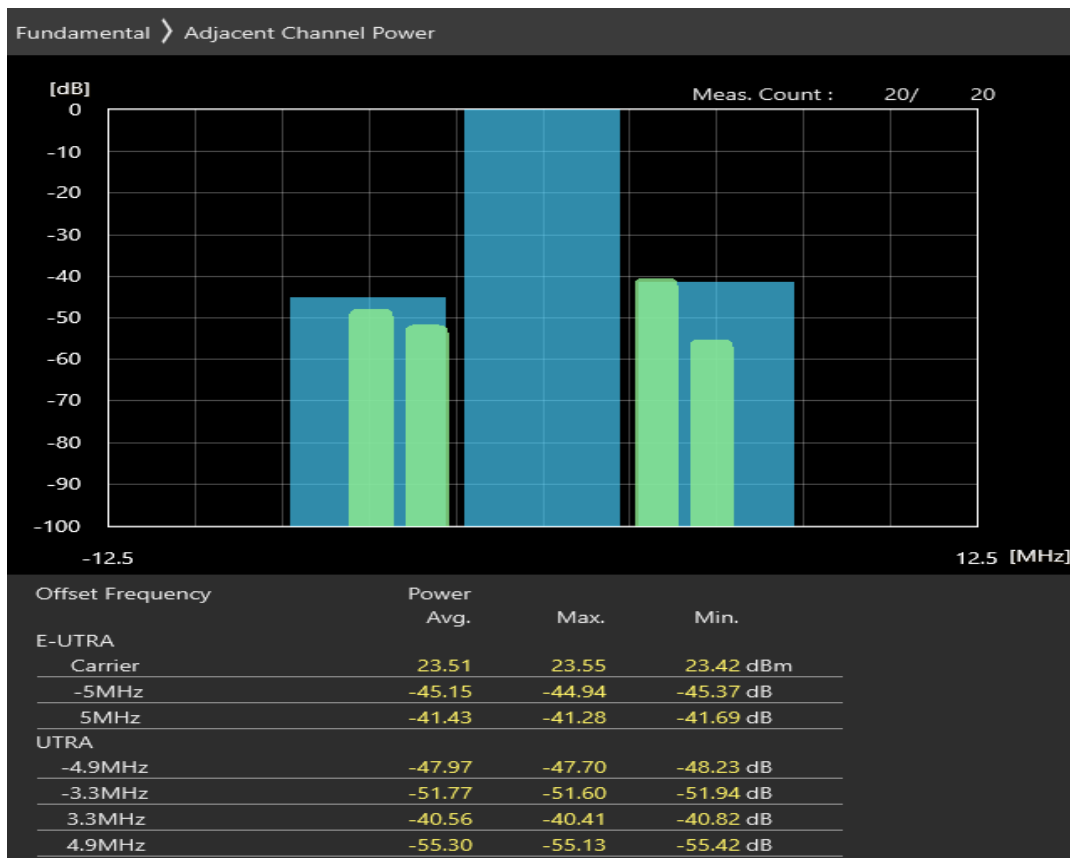 Fundamental 〉 Adjacent Channel Power
[dB]
Meas. Count : 20/ 20
0
-10
-20
-30
-40
-50
-60
-70
-80
-90
-100
-12.5 12.5 [MHz]
Offset Frequency Power
Avg. Max. Min.
E-UTRA
Carrier 23.51 23.55 23.42 dBm
-5MHz -45.15 -44.94 -45.37 dB
5MHz -41.43 -41.28 -41.69 dB
UTRA
-4.9MHz -47.97 -47.70 -48.23 dB
-3.3MHz -51.77 -51.60 -51.94 dB
3.3MHz -40.56 -40.41 -40.82 dB
4.9MHz -55.30 -55.13 -55.42 dB